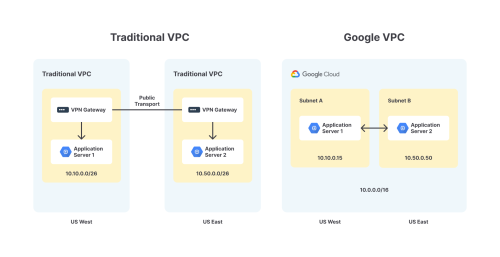 Traditional VPC
Google VPC
Traditional VPC
Traditional VPC
Google Cloud
Public
Transport
VPN Gateway
VPN Gateway
Subnet A
Subnet B
Application
Server 1
Application
Server 2
Application
Server 1
Application
Server 2
10.10.0.0/26
10.50.0.0/26
10.10.0.15
10.50.0.50
10.0.0.0/16
US West
US East
US West
US East